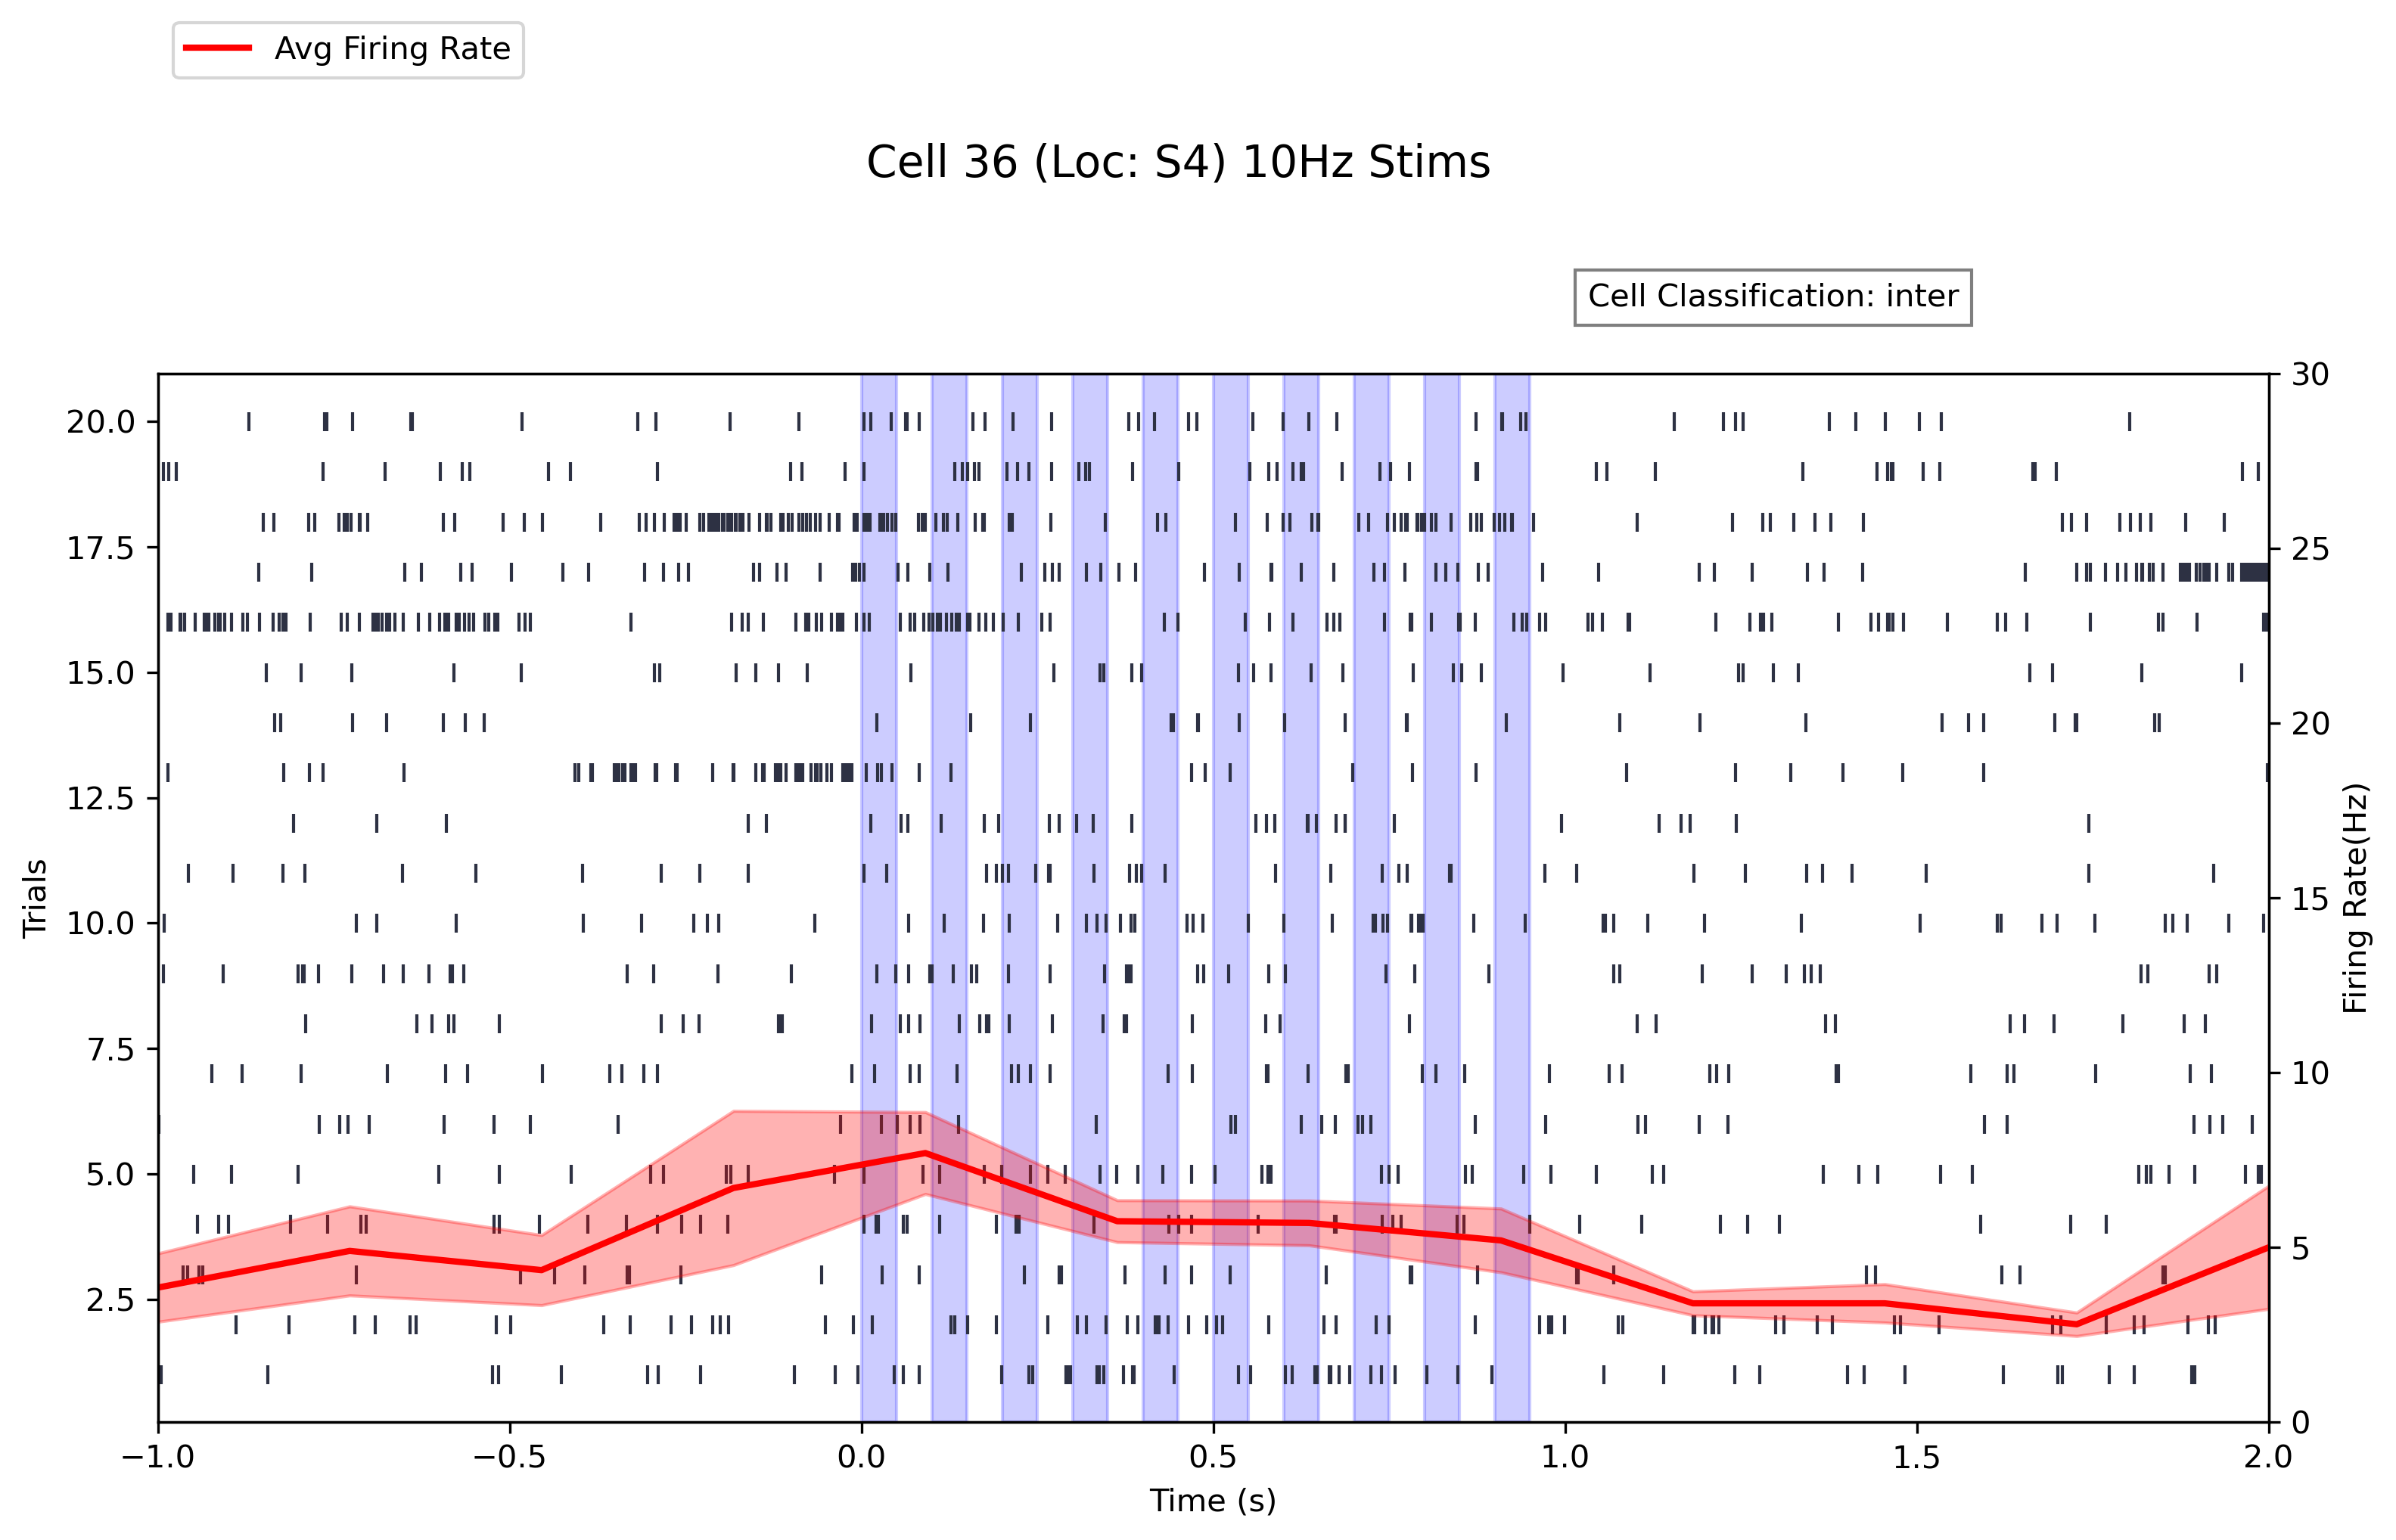 Avg Firing Rate
Cell 36 (Loc: S4) 10Hz Stims
Cell Classification: inter
20.0
17.5
15.0
12.5
10.0
7.5
5.0
2.5
Trials
30
25
20
15
10
5
0
Firing Rate(Hz)
−1.0 −0.5 0.0 0.5 1.0 1.5 2.0
Time (s)